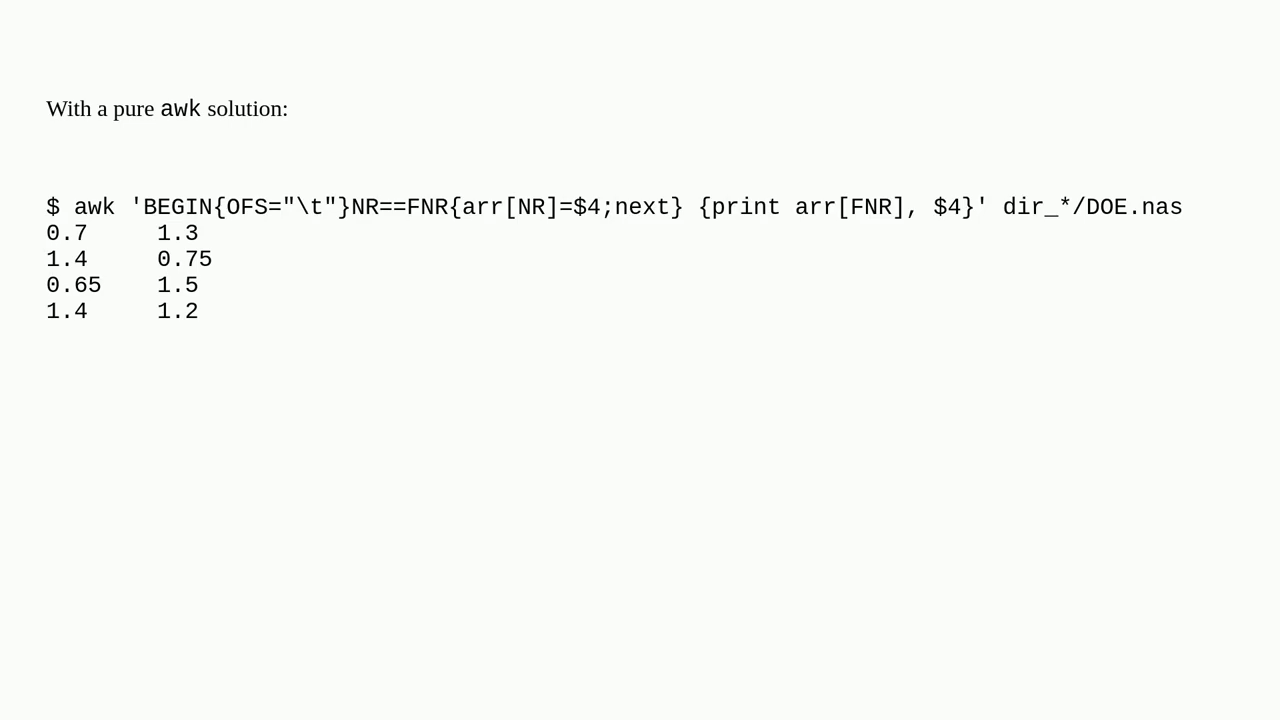 With a pure awk solution:
$ awk 'BEGIN{OFS="\t"}NR==FNR{arr[NR]=$4;next} {print arr[FNR], $4}' dir_*/DOE.nas
0.7     1.3
1.4     0.75
0.65    1.5
1.4     1.2